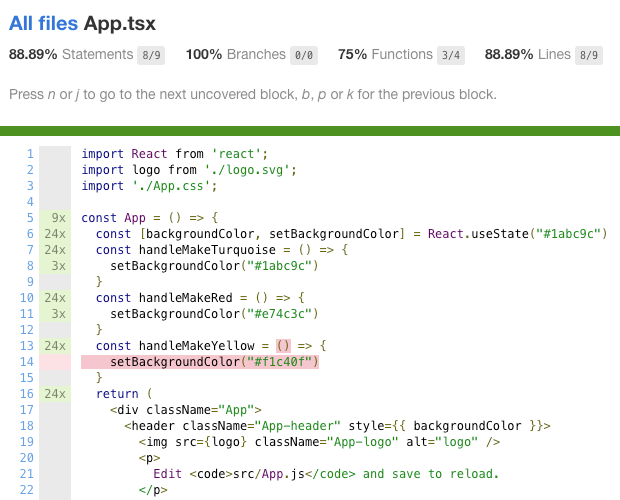 All files App.tsx
88.89% Statements 8/9 100% Branches 0/0 75% Functions 3/4 88.89% Lines 8/9
Press n or j to go to the next uncovered block, b, p or k for the previous block.
1 import React from 'react';
2 import logo from './logo.svg';
3 import './App.css';
4
5 9x const App = () => {
6 24x const [backgroundColor, setBackgroundColor] = React.useState("#1abc9c")
7 24x const handleMakeTurquoise = () => {
8 3x setBackgroundColor("#1abc9c")
9 }
10 24x const handleMakeRed = () => {
11 3x setBackgroundColor("#e74c3c")
12 }
13 24x const handleMakeYellow = () => {
14 setBackgroundColor("#f1c40f")
15 }
16 24x return (
17 <div className="App">
18 <header className="App-header" style={{ backgroundColor }}>
19 <img src={logo} className="App-logo" alt="logo" />
20 <p>
21 Edit <code>src/App.js</code> and save to reload.
22 </p>